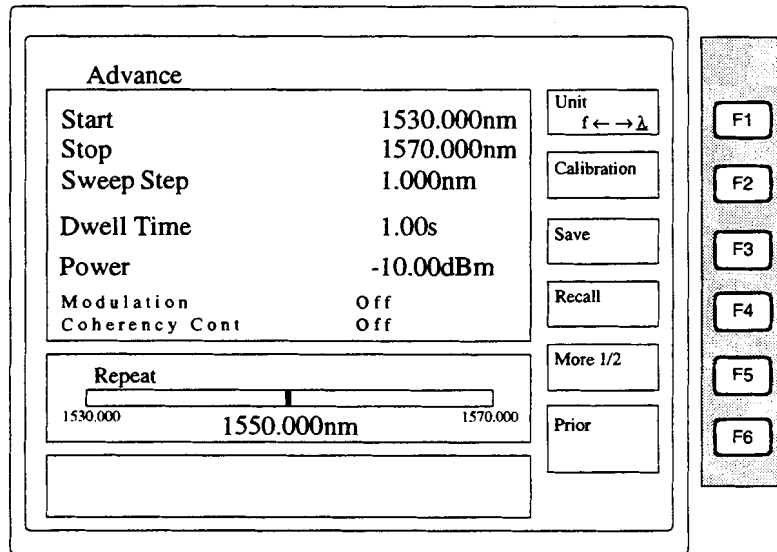 Advance
Start 1530.000nm
Stop 1570.000nm
Sweep Step 1.000nm
Dwell Time 1.00s
Power -10.00dBm
Modulation Off
Coherency Cont Off
Repeat
1530.000 1570.000
1550.000nm
Unit
f ← → λ
Calibration
Save
Recall
More 1/2
Prior
F1
F2
F3
F4
F5
F6